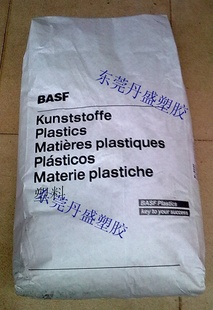 东莞丹盛塑胶
BASF
Kunststoffe
Plastics
Matières plastiques
Plásticos
Materie plastiche
塑料
东莞丹盛塑胶
BASF Plastics
key to your success